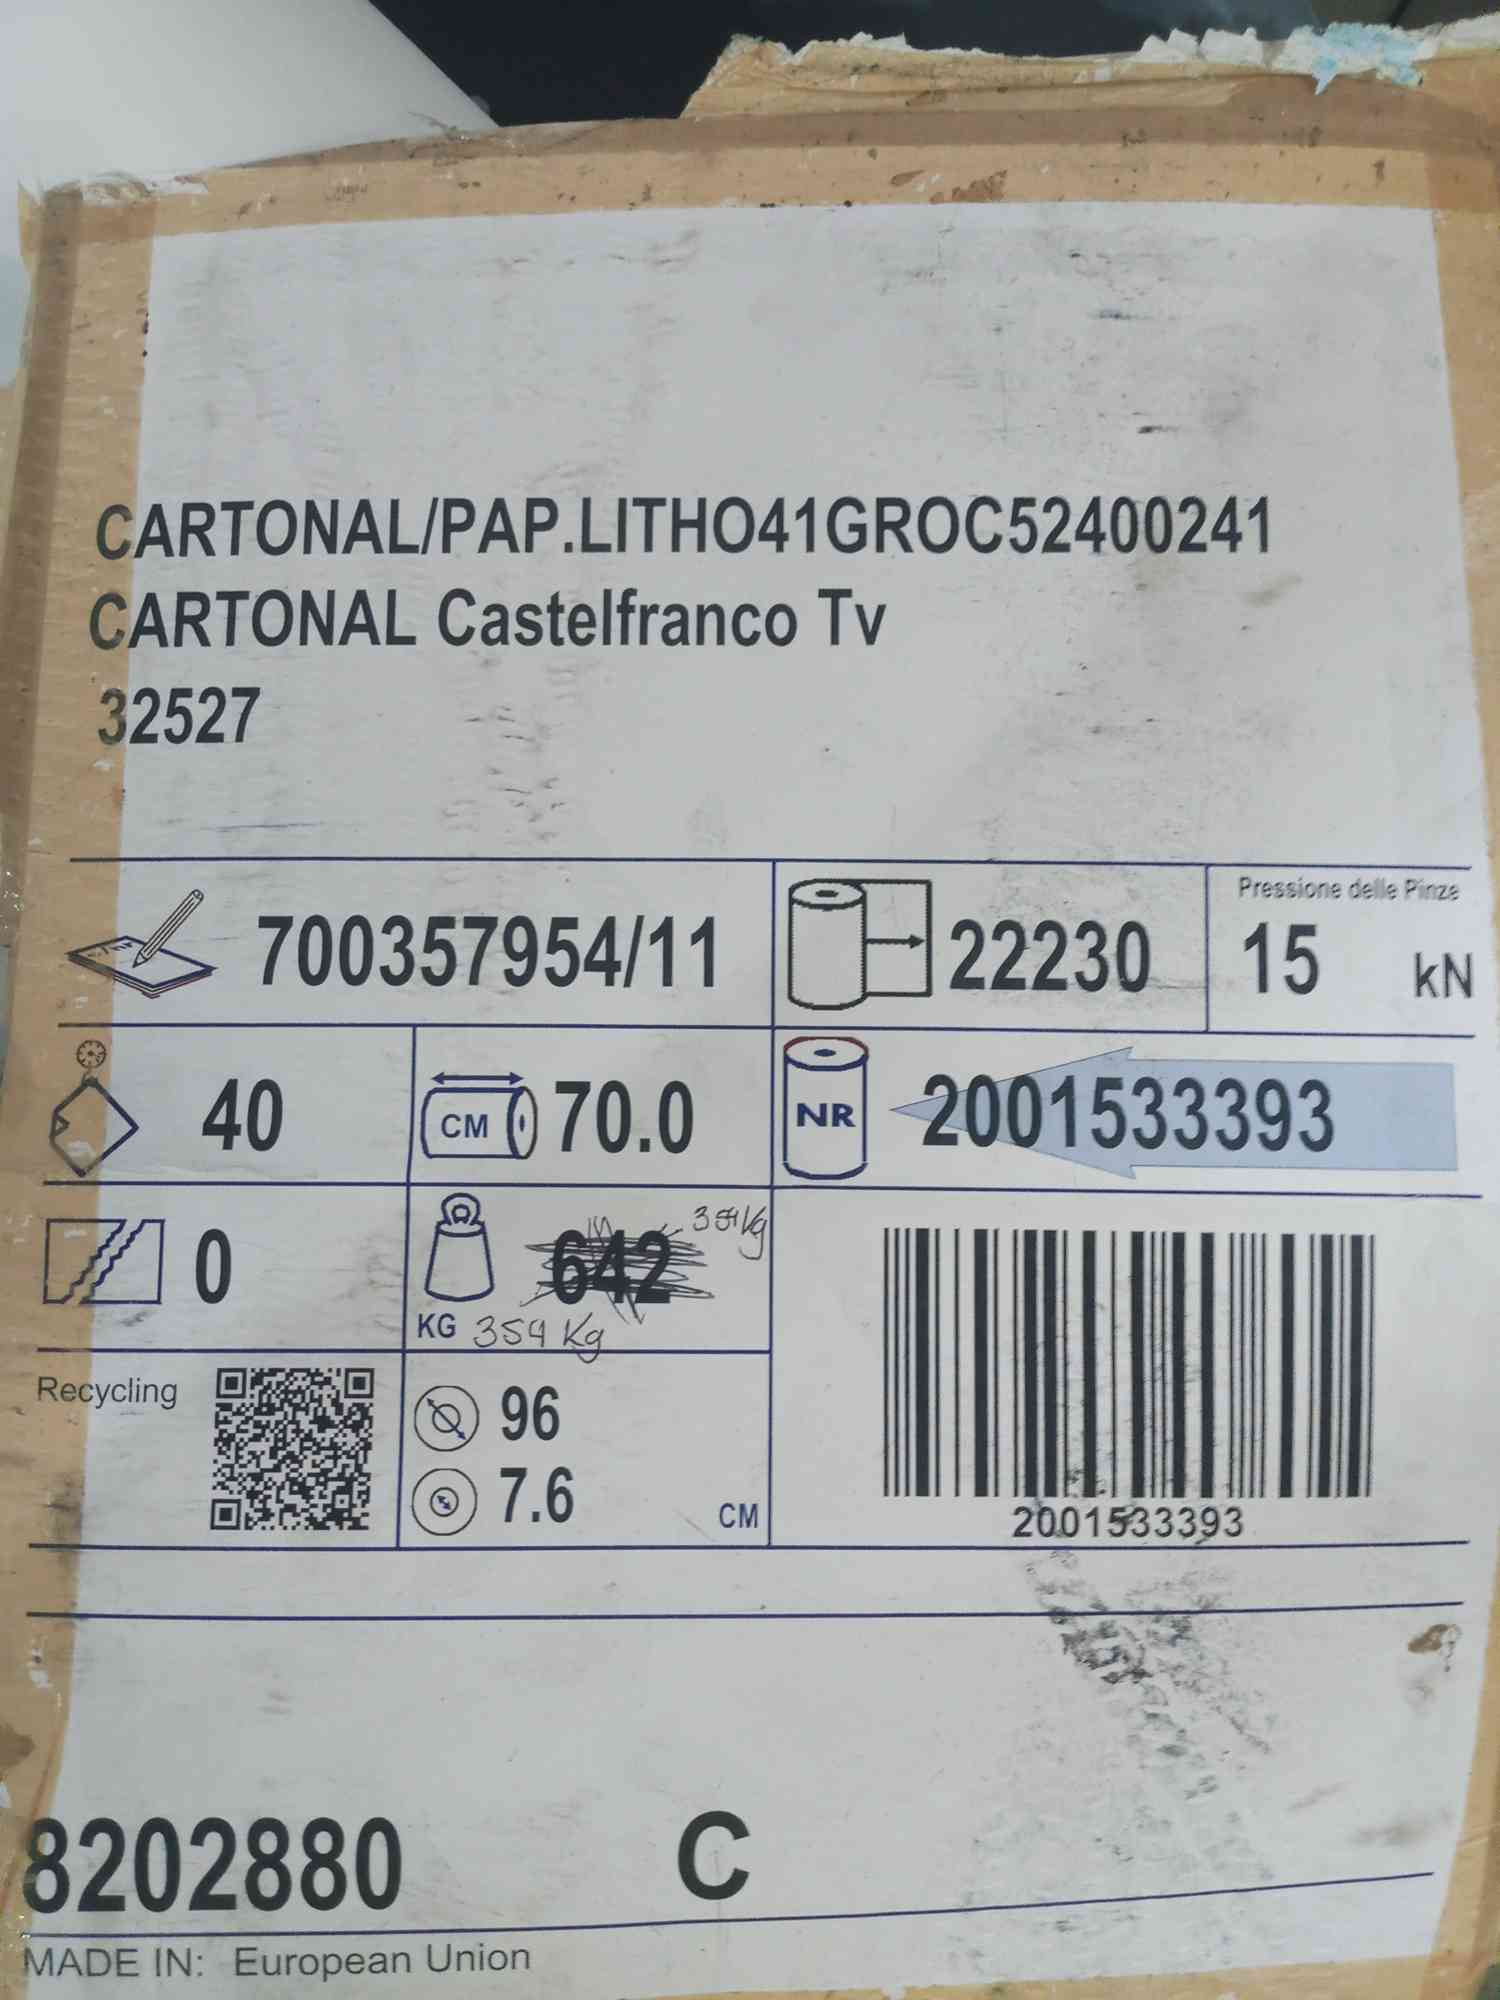 CARTONAL/PAP.LITHO41GROC52400241
CARTONAL Castelfranco Tv
32527
700357954/11
22230
Pressione delle Pinze
15 kN
40
CM 70.0
NR 2001533393
0
642
354 Kg
KG 354 Kg
Recycling
96
7.6 CM
2001533393
8202880 C
MADE IN: European Union